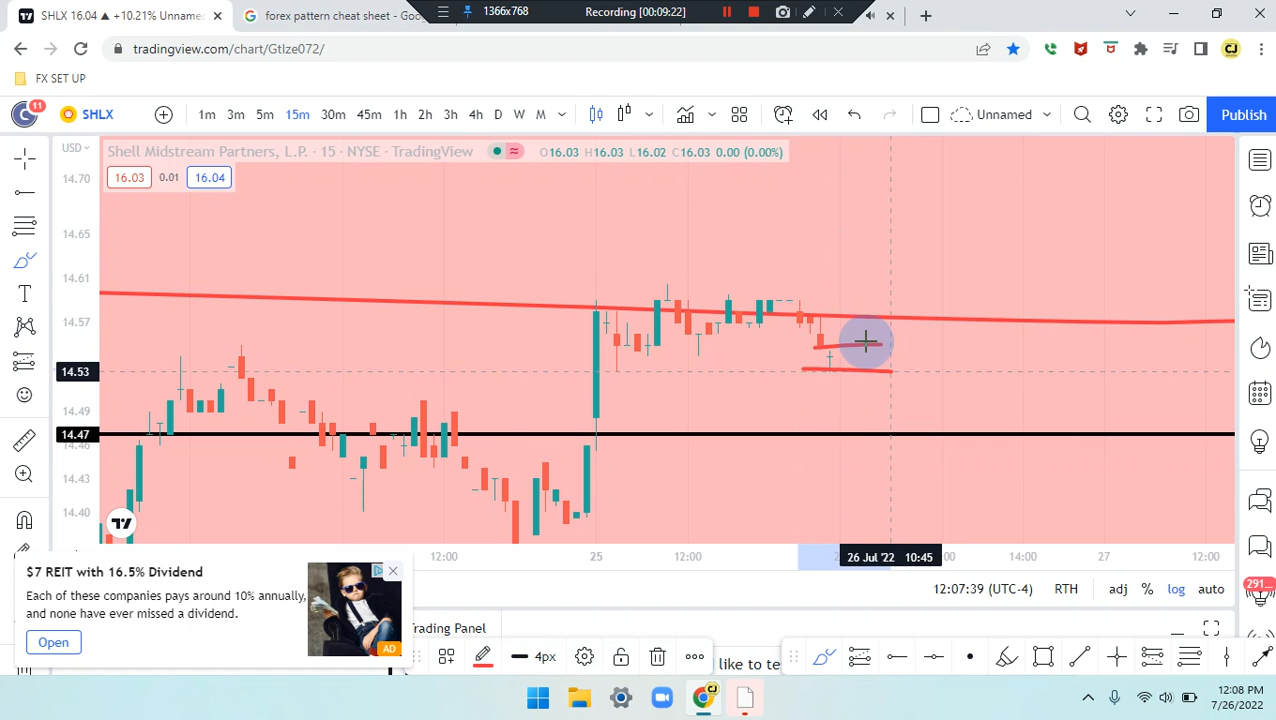 SHLX 16.04 ▲ +10.21% Unname
forex pattern cheat sheet - Goo
1366x768
Recording [00:09:22]
tradingview.com/chart/GtIze072/
FX SET UP
11
SHLX
1m 3m 5m 15m 30m 45m 1h 2h 3h 4h D W M
Unnamed
Publish
USD
Shell Midstream Partners, L.P. · 15 · NYSE · TradingView
O16.03 H16.03 L16.02 C16.03 0.00 (0.00%)
16.03 0.01 16.04
14.70
14.65
14.61
14.57
14.53
14.49
14.47
14.46
14.43
14.40
12:00 25 12:00
26 Jul '22 10:45
:00 14:00 27 12:00
$7 REIT with 16.5% Dividend
Each of these companies pays around 10% annually,
and none have ever missed a dividend.
Open
AD
12:07:39 (UTC-4) RTH adj % log auto
291...
Trading Panel
4px
like to te
12:08 PM
7/26/2022
CJ